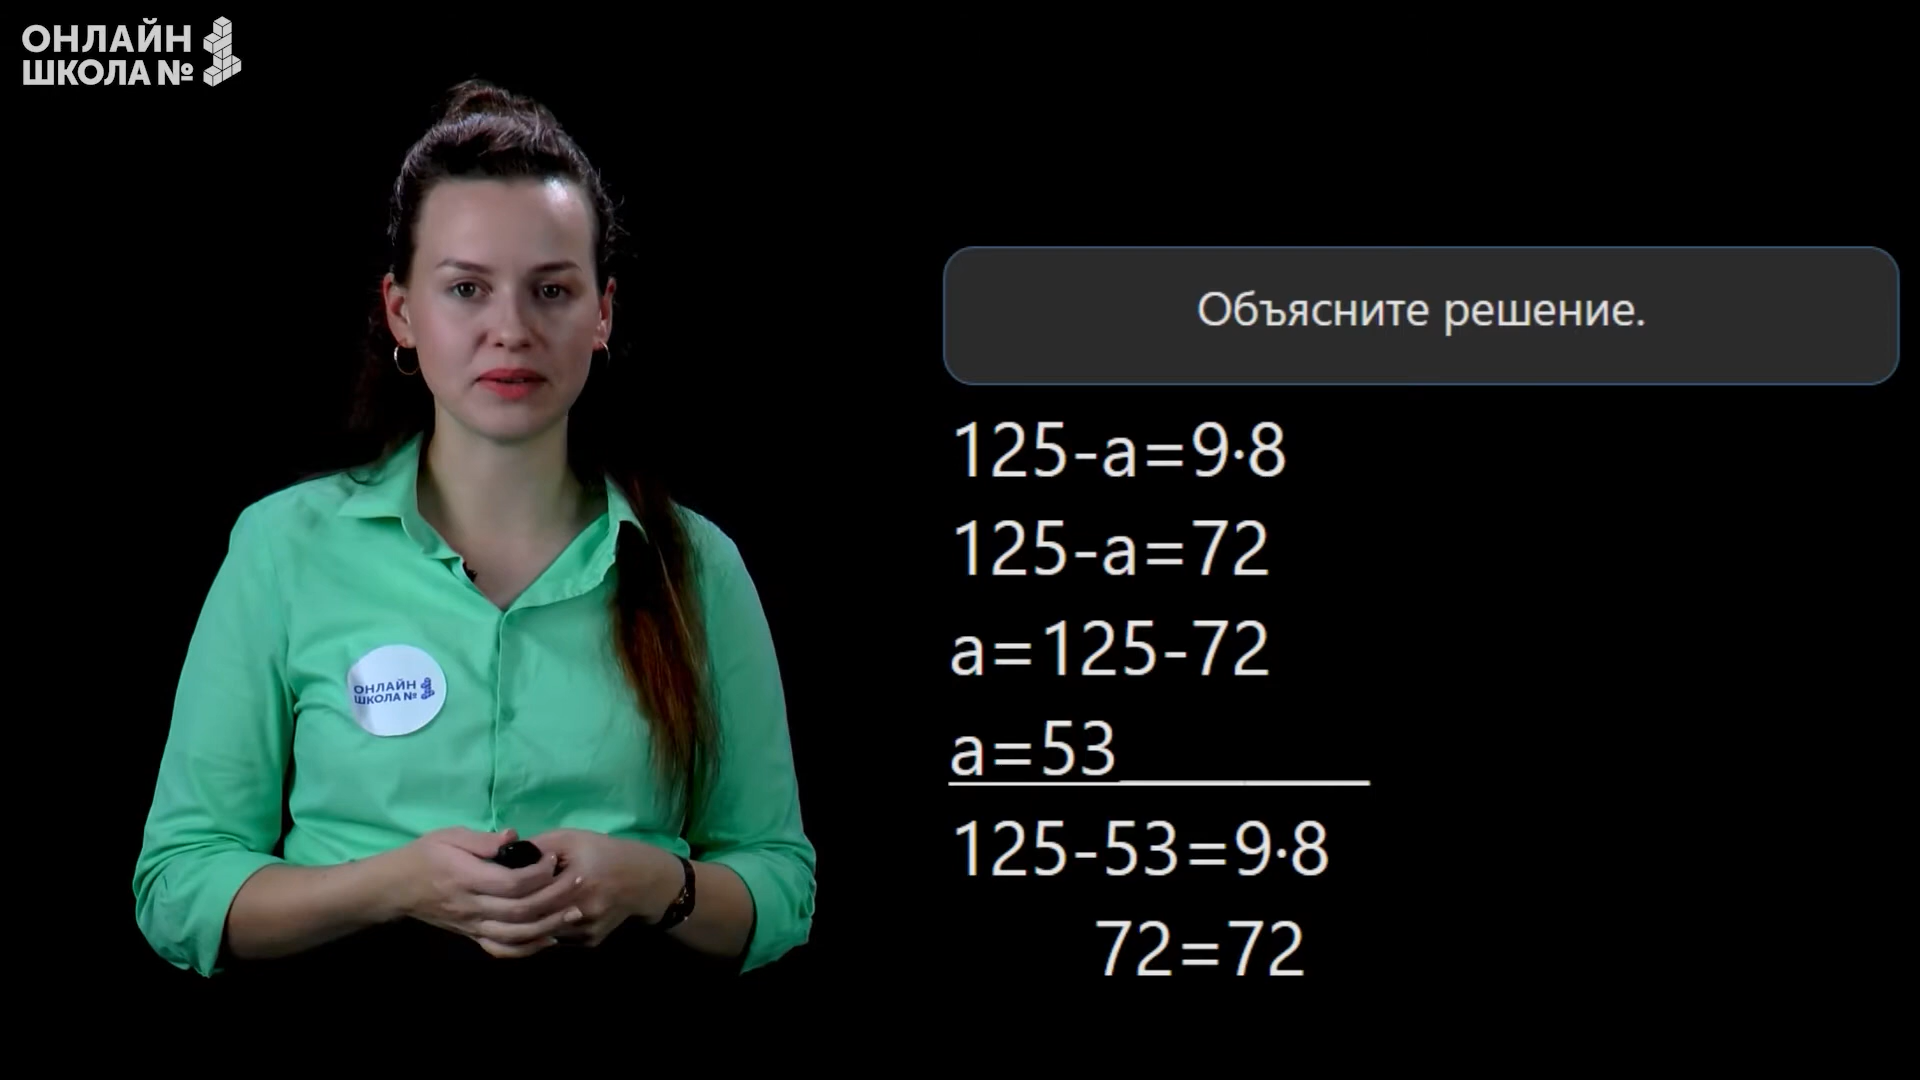 ОНЛАЙН
ШКОЛА №
Объясните решение.
125-а=9·8
125-а=72
а=125-72
а=53
125-53=9·8
72=72
ОНЛАЙН
ШКОЛА №